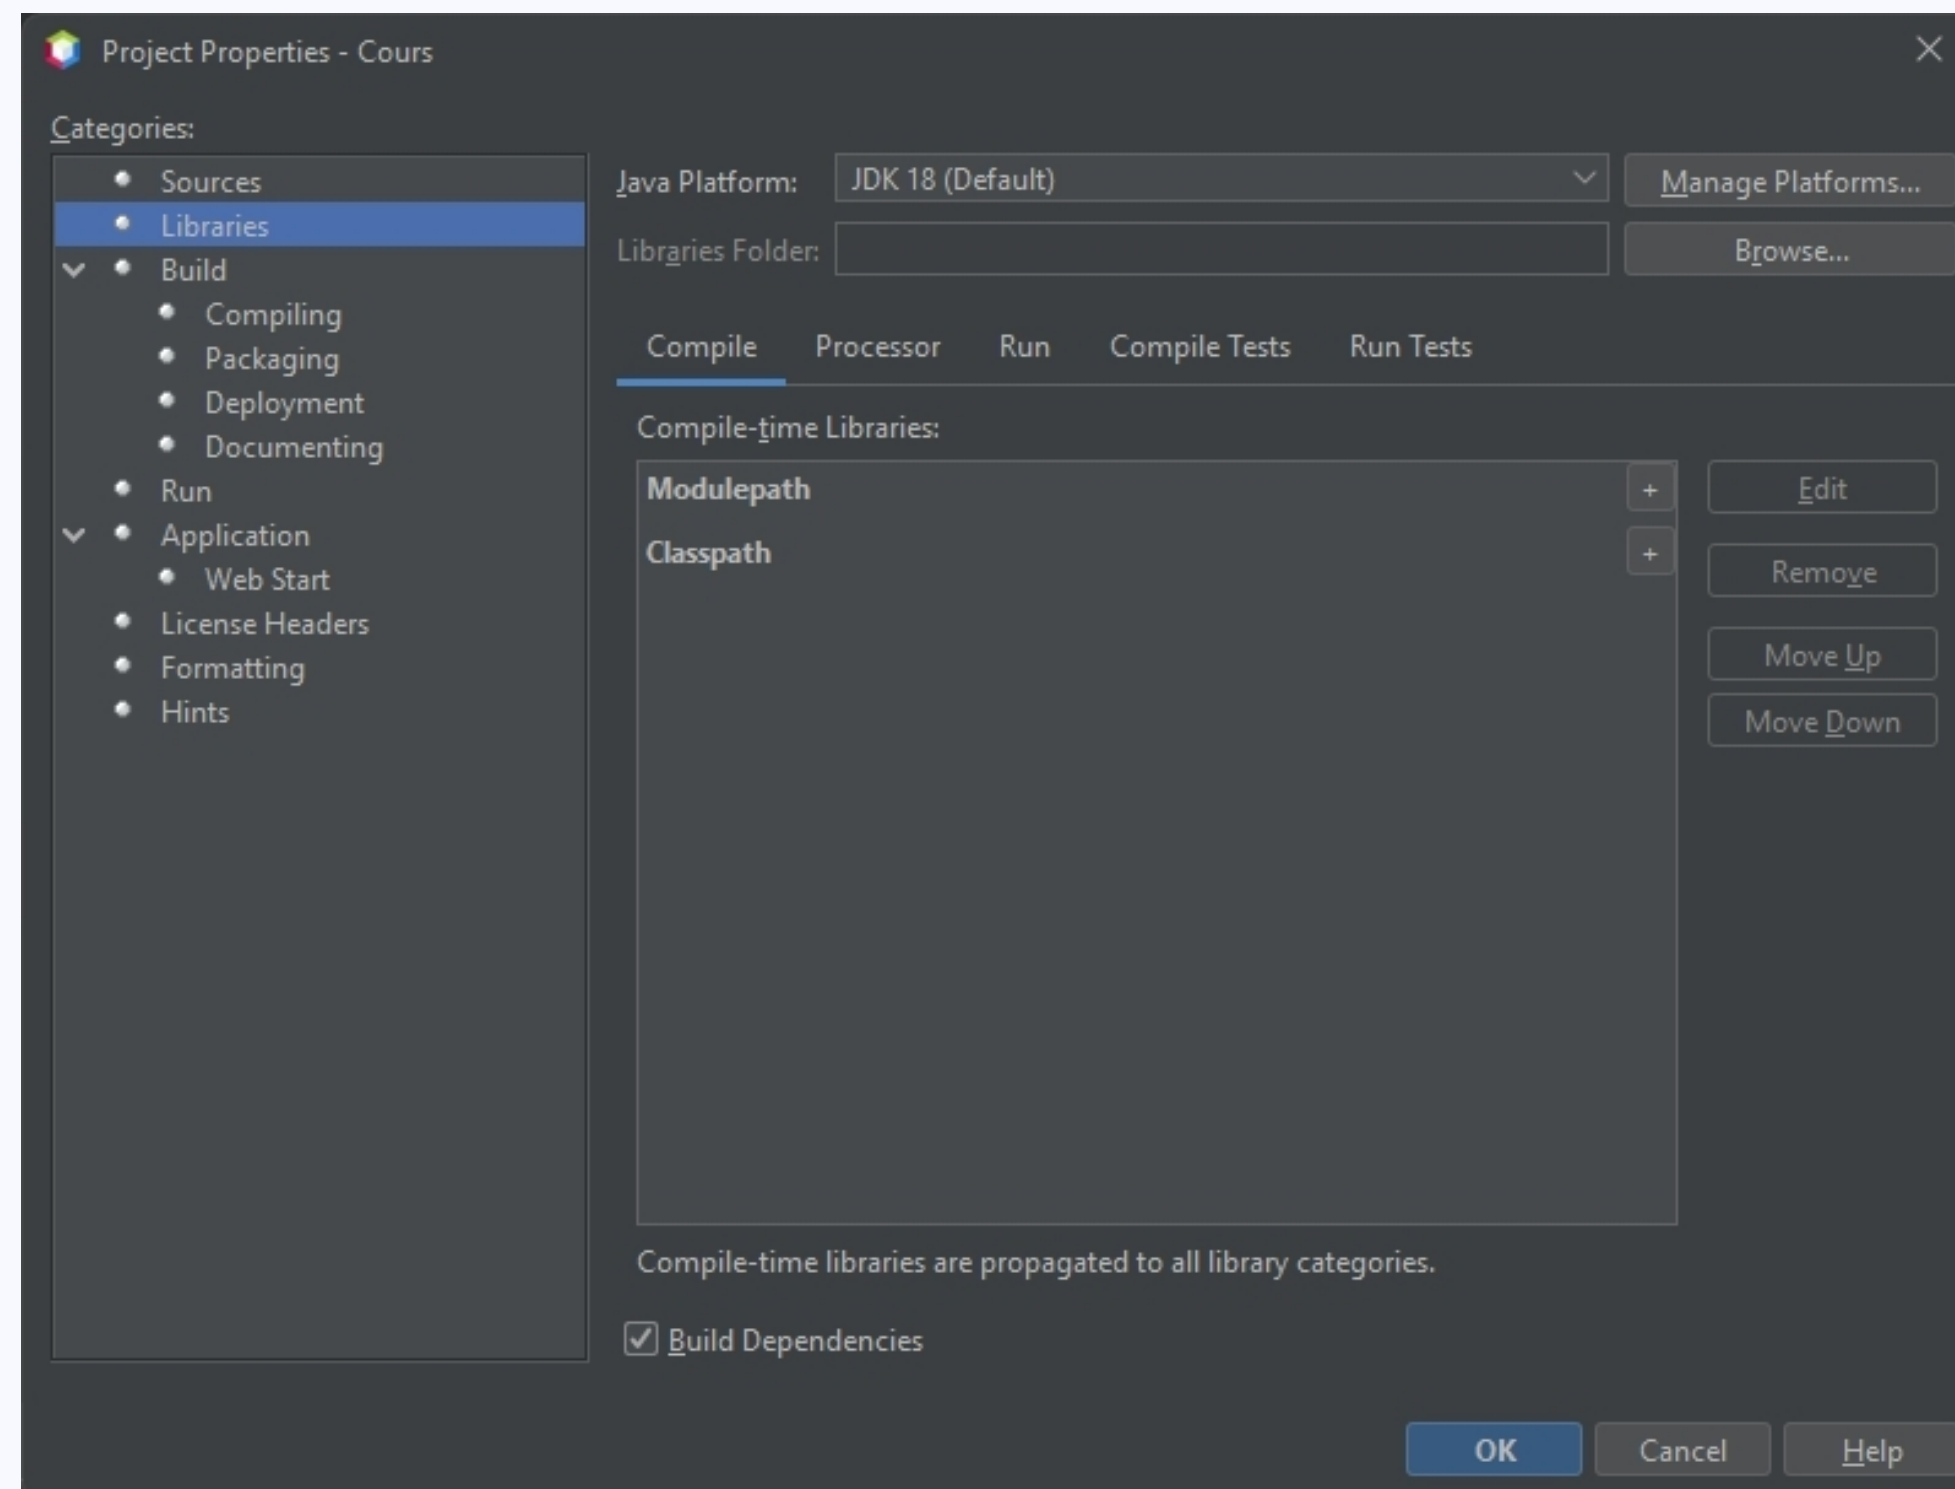 Project Properties - Cours
Categories:
Sources
Libraries
Build
Compiling
Packaging
Deployment
Documenting
Run
Application
Web Start
License Headers
Formatting
Hints
Java Platform: JDK 18 (Default) Manage Platforms...
Libraries Folder: Browse...
Compile Processor Run Compile Tests Run Tests
Compile-time Libraries:
Modulepath + Edit
Classpath + Remove
Move Up
Move Down
Compile-time libraries are propagated to all library categories.
Build Dependencies
OK Cancel Help